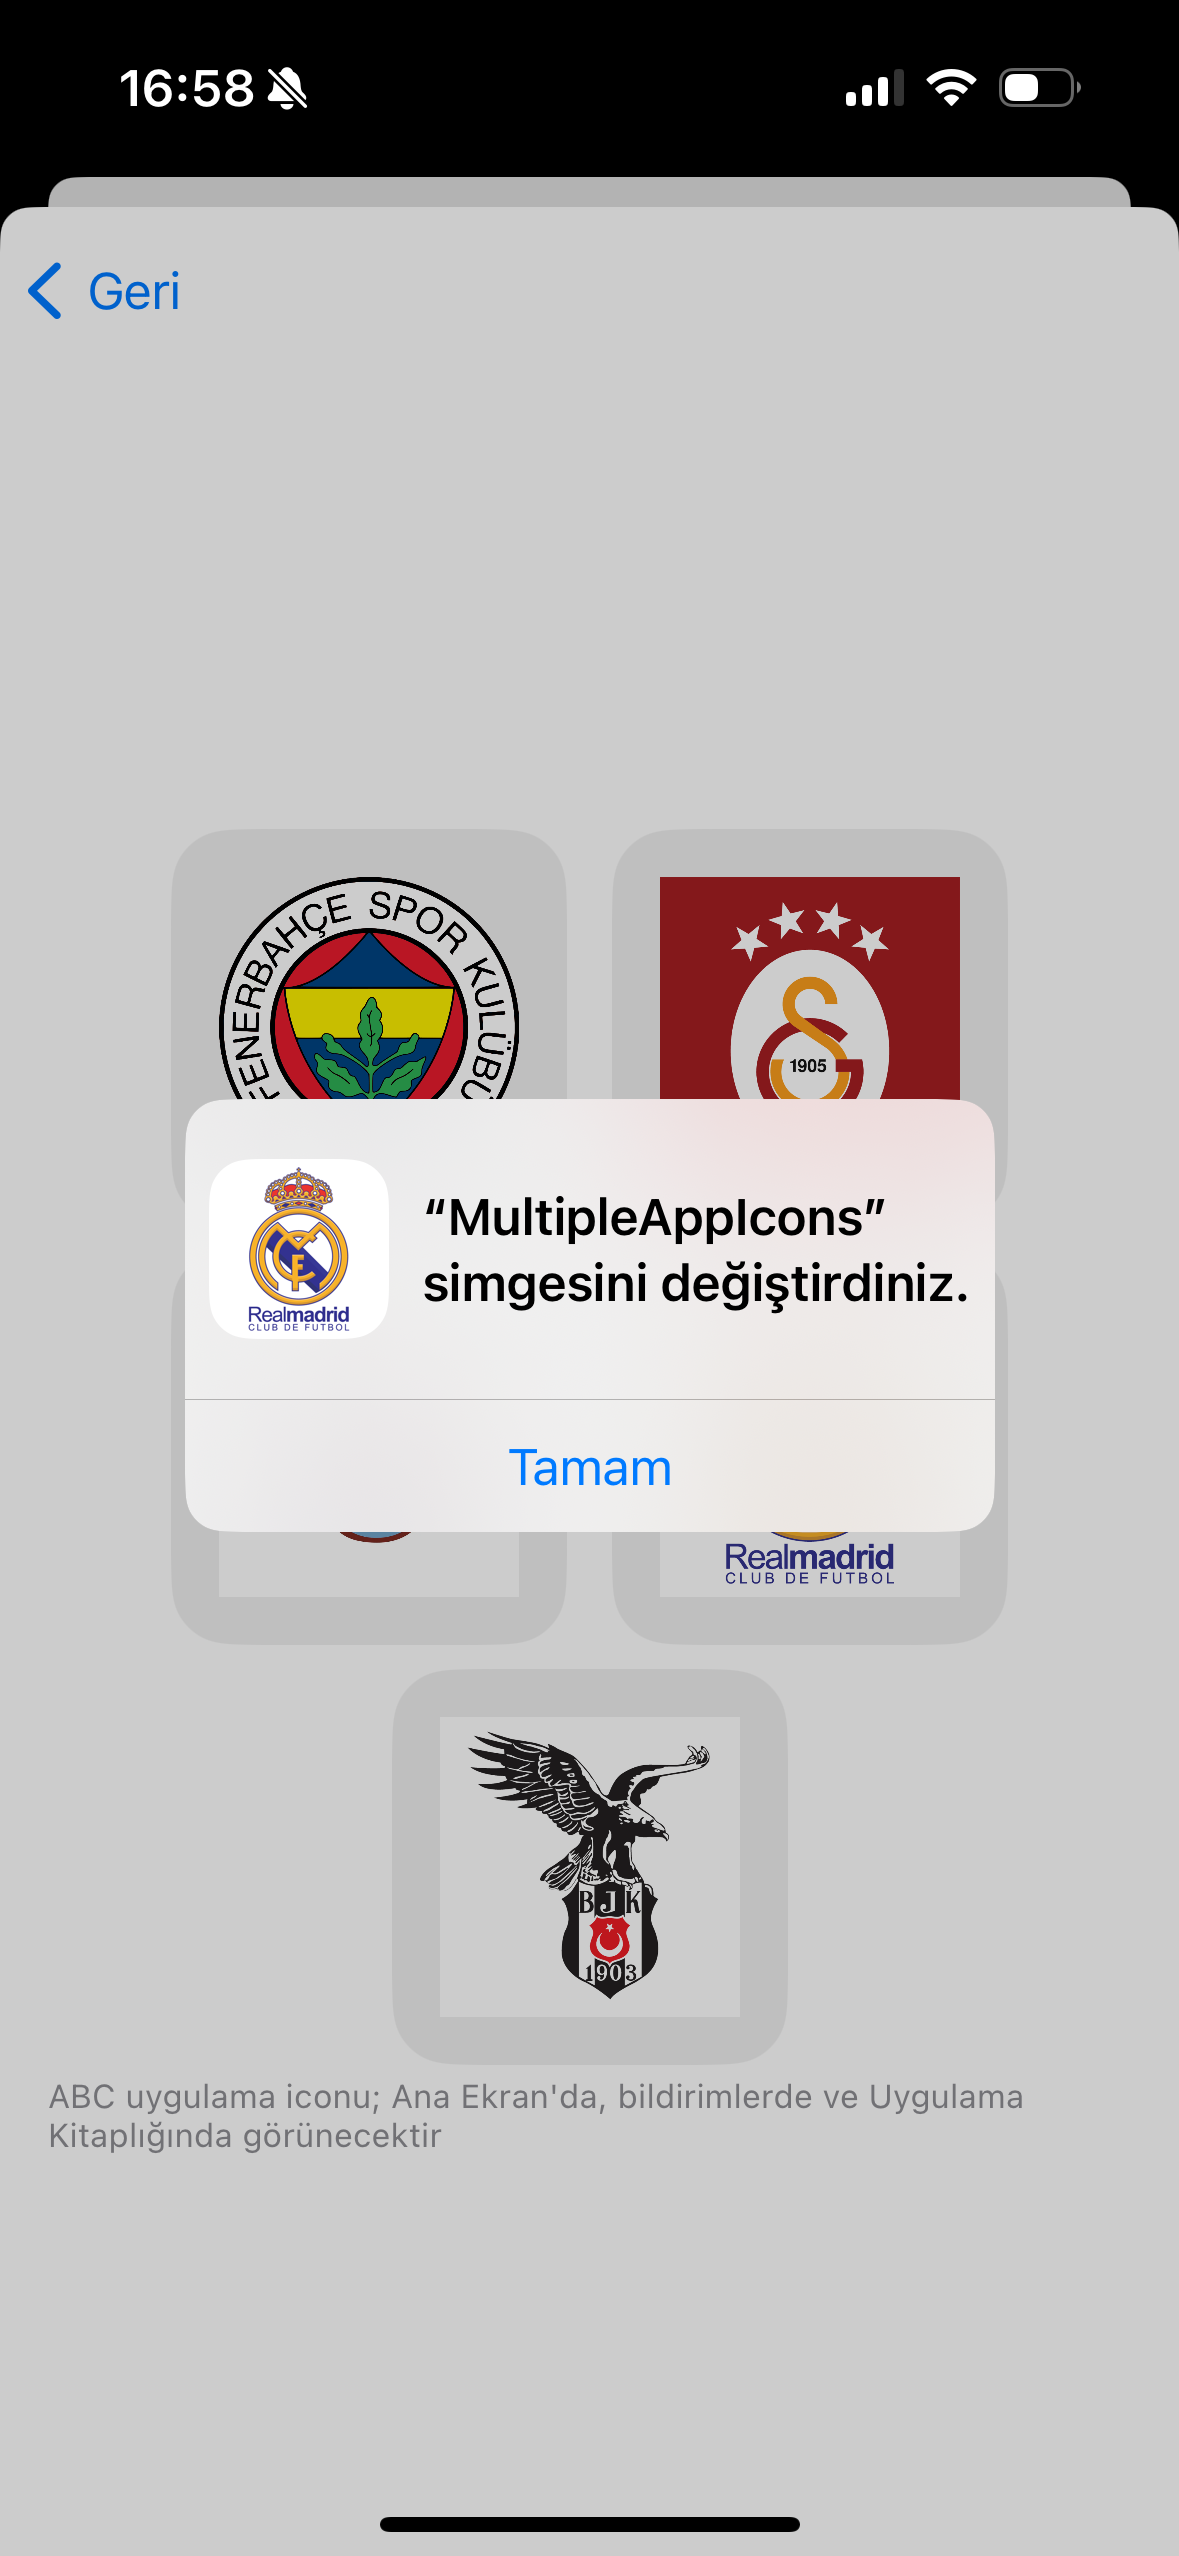 16:58
Geri
FENERBAHÇE SPOR KULÜBÜ
1905
Realmadrid
CLUB DE FUTBOL
“MultipleAppIcons”
simgesini değiştirdiniz.
Tamam
Realmadrid
CLUB DE FUTBOL
BJK
1903
ABC uygulama iconu; Ana Ekran'da, bildirimlerde ve Uygulama
Kitaplığında görünecektir